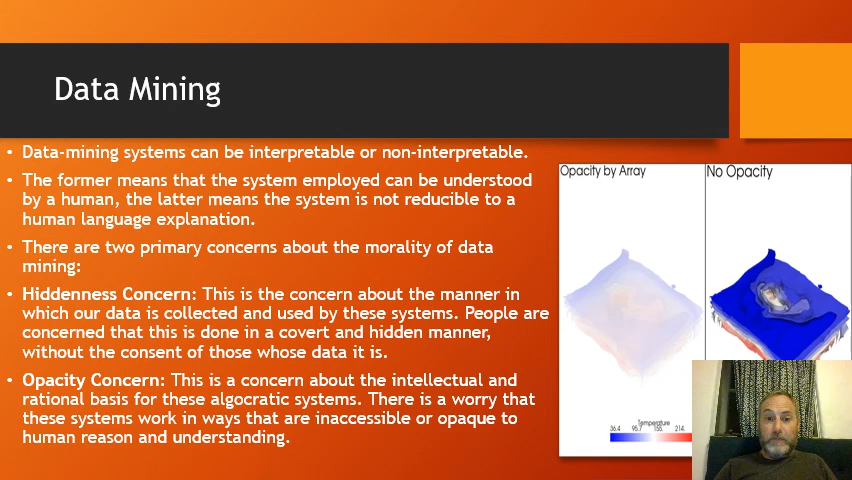 Data Mining
• Data-mining systems can be interpretable or non-interpretable.
• The former means that the system employed can be understood
by a human, the latter means the system is not reducible to a
human language explanation.
• There are two primary concerns about the morality of data
mining:
• Hiddenness Concern: This is the concern about the manner in
which our data is collected and used by these systems. People are
concerned that this is done in a covert and hidden manner,
without the consent of those whose data it is.
• Opacity Concern: This is a concern about the intellectual and
rational basis for these algocratic systems. There is a worry that
these systems work in ways that are inaccessible or opaque to
human reason and understanding.
Opacity by Array
No Opacity
Temperature
36.4 95.7 155. 214.